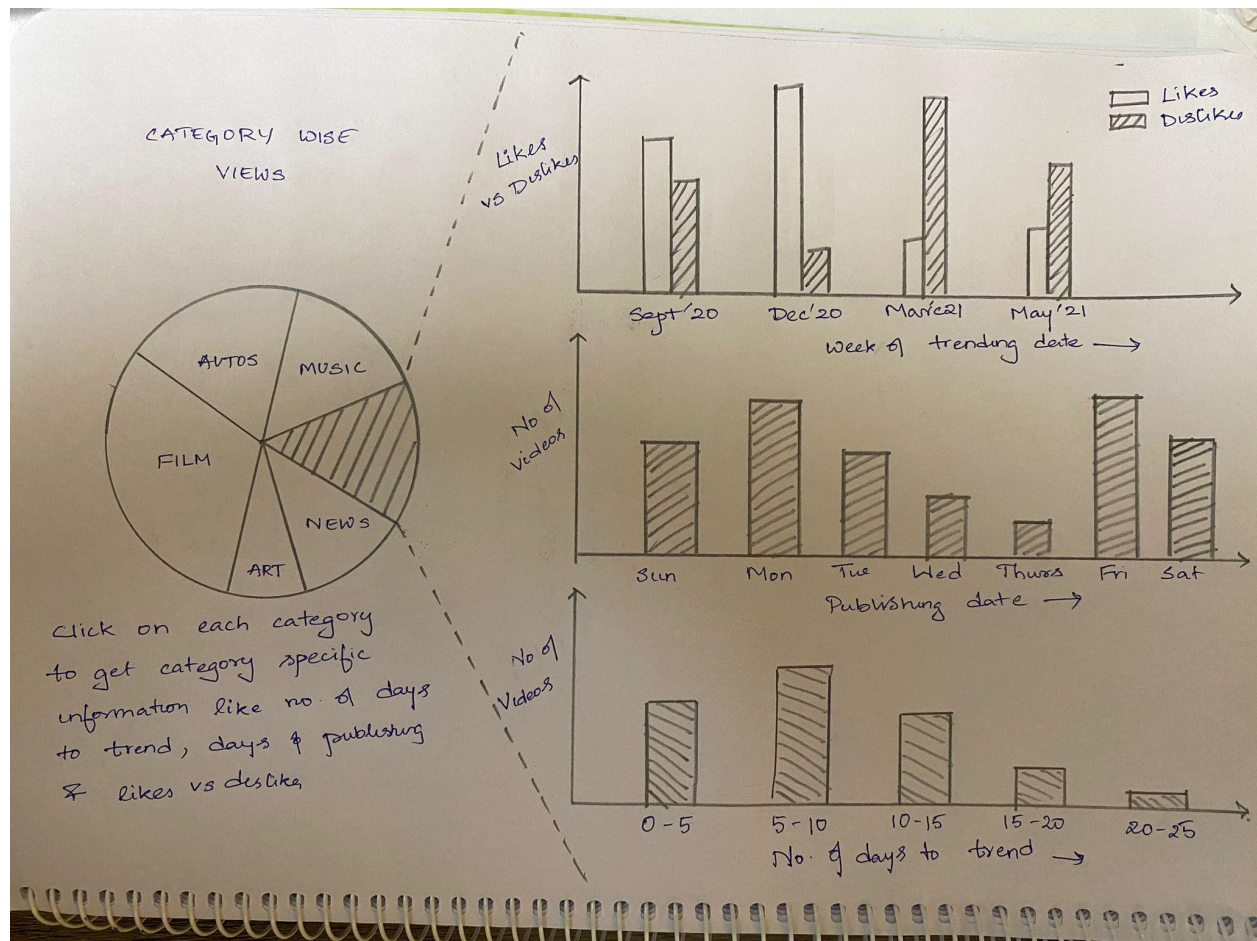 CATEGORY WISE
VIEWS
AUTOS
MUSIC
FILM
NEWS
ART
Click on each category
to get category specific
information like no. of days
to trend, days of publishing
& likes vs dislike
Likes
vs Dislikes
Likes
Dislikes
Sept'20 Dec'20 Mar'21 May'21
Week of trending date
No of
videos
Sun Mon Tue Wed Thurs Fri Sat
Publishing date
No of
Videos
0-5 5-10 10-15 15-20 20-25
No. of days to trend